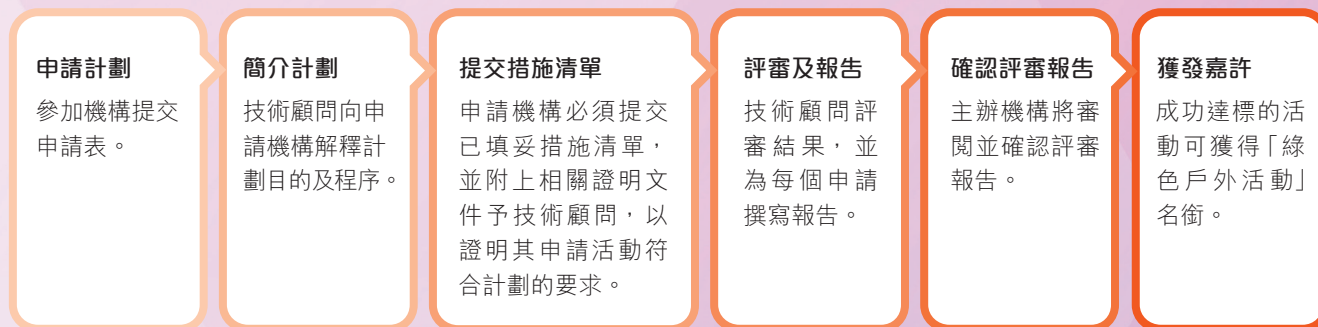 申請計劃
參加機構提交
申請表。
簡介計劃
技術顧問向申
請機構解釋計
劃目的及程序。
提交措施清單
申請機構必須提交
已填妥措施清單，
並附上相關證明文
件予技術顧問，以
證明其申請活動符
合計劃的要求。
評審及報告
技術顧問評
審結果，並
為每個申請
撰寫報告。
確認評審報告
主辦機構將審
閱並確認評審
報告。
獲發嘉許
成功達標的活
動可獲得「綠
色戶外活動」
名銜。